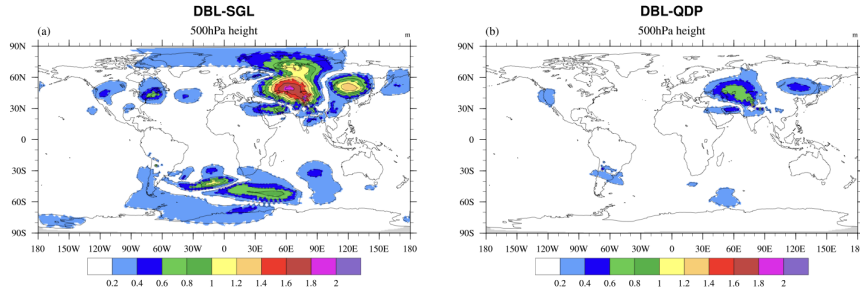 DBL-SGL
(a)
500hPa height
m
90N
60N
30N
0
30S
60S
90S
180 150W 120W 90W 60W 30W 0 30E 60E 90E 120E 150E 180
0.2 0.4 0.6 0.8 1 1.2 1.4 1.6 1.8 2
DBL-QDP
(b)
500hPa height
m
90N
60N
30N
0
30S
60S
90S
180 150W 120W 90W 60W 30W 0 30E 60E 90E 120E 150E 18
0.2 0.4 0.6 0.8 1 1.2 1.4 1.6 1.8 2